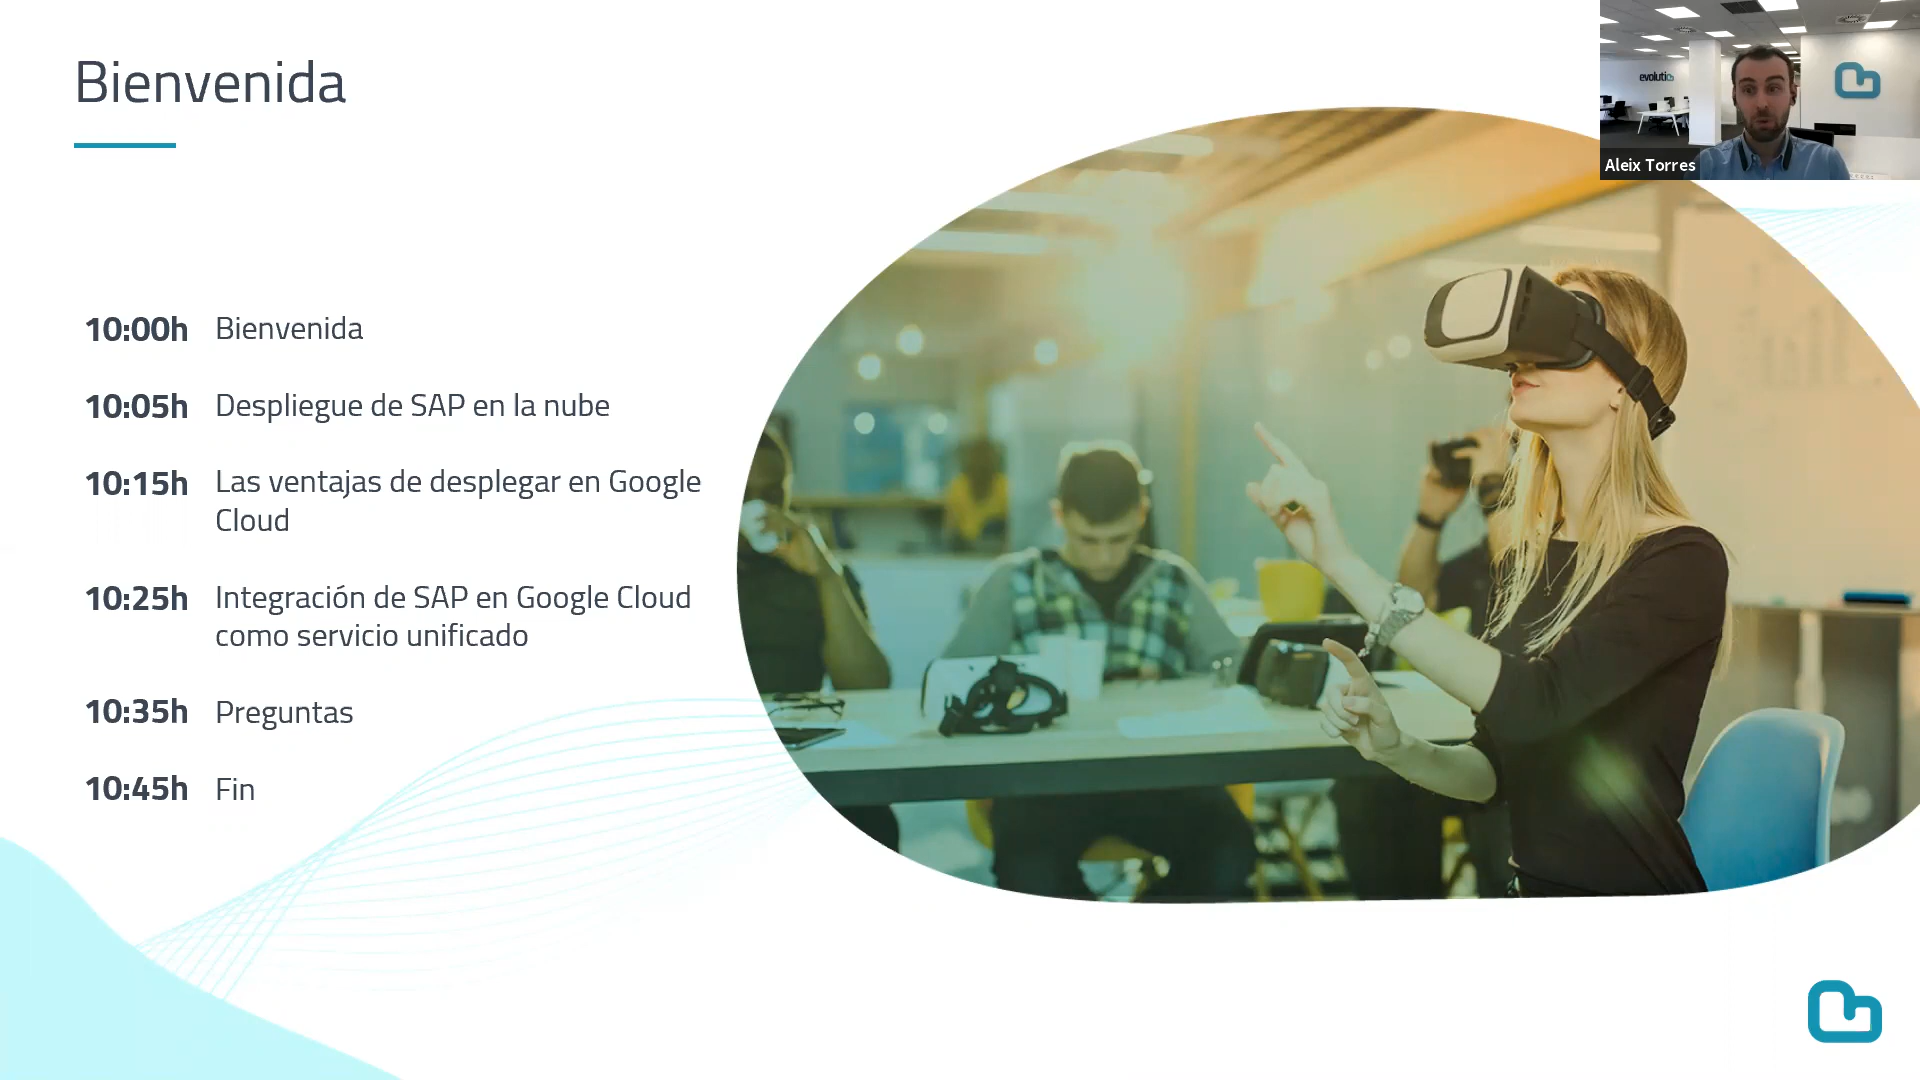 Bienvenida
evolutio
Aleix Torres
10:00h Bienvenida
10:05h Despliegue de SAP en la nube
10:15h Las ventajas de desplegar en Google
Cloud
10:25h Integración de SAP en Google Cloud
como servicio unificado
10:35h Preguntas
10:45h Fin